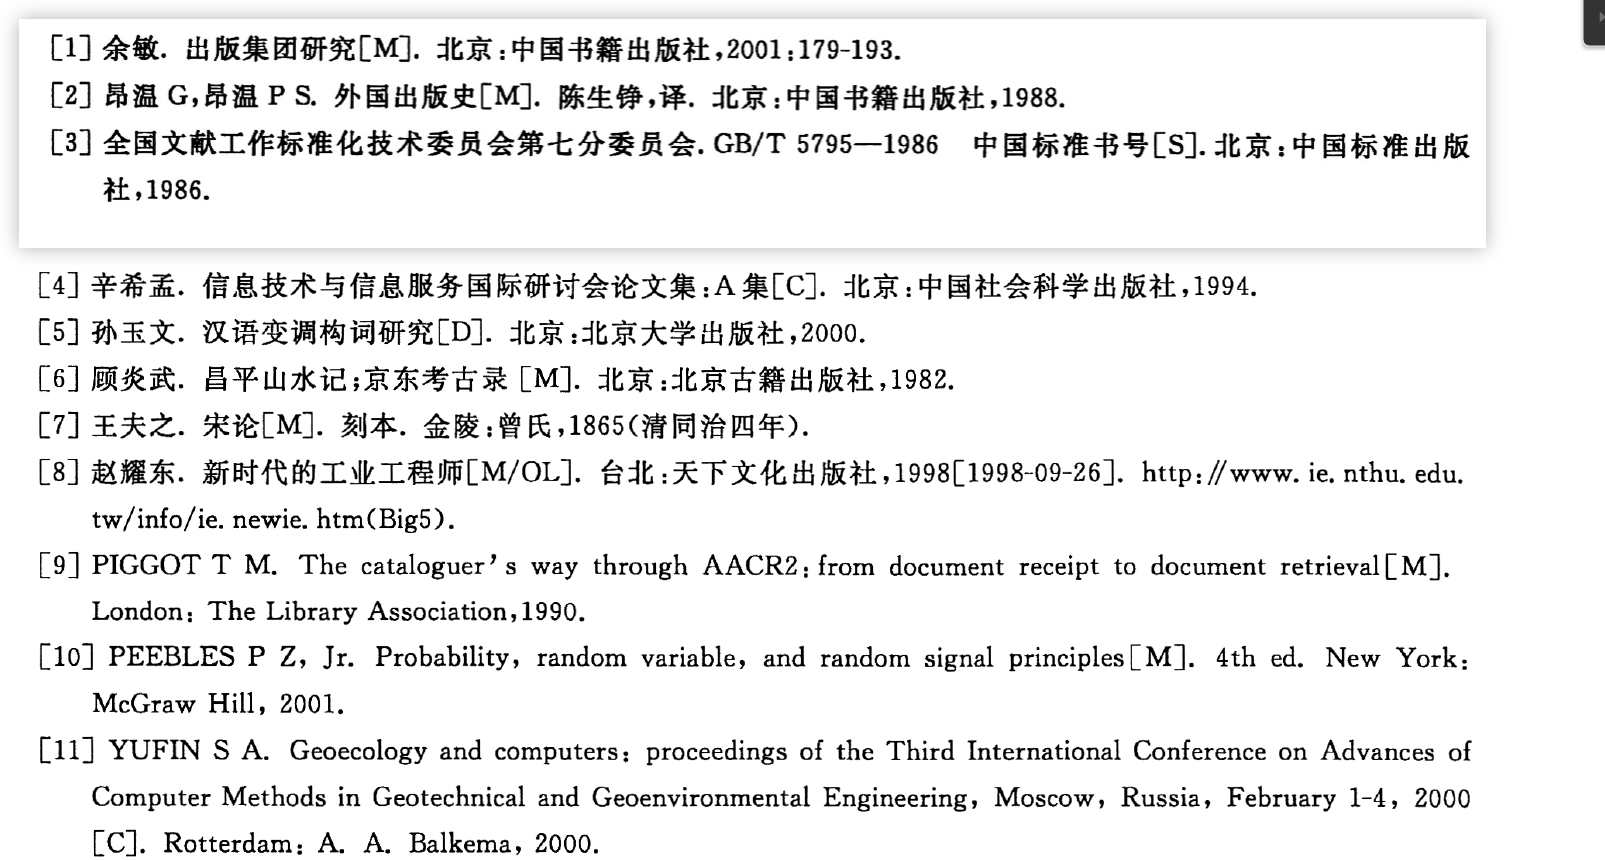 [1] 余敏. 出版集团研究[M]. 北京:中国书籍出版社,2001:179-193.
[2] 昂温 G,昂温 P S. 外国出版史[M]. 陈生铮,译. 北京:中国书籍出版社,1988.
[3] 全国文献工作标准化技术委员会第七分委员会. GB/T 5795—1986　中国标准书号[S]. 北京:中国标准出版
社,1986.
[4] 辛希孟. 信息技术与信息服务国际研讨会论文集:A集[C]. 北京:中国社会科学出版社,1994.
[5] 孙玉文. 汉语变调构词研究[D]. 北京:北京大学出版社,2000.
[6] 顾炎武. 昌平山水记;京东考古录 [M]. 北京:北京古籍出版社,1982.
[7] 王夫之. 宋论[M]. 刻本. 金陵:曾氏,1865(清同治四年).
[8] 赵耀东. 新时代的工业工程师[M/OL]. 台北:天下文化出版社,1998[1998-09-26]. http://www. ie. nthu. edu.
tw/info/ie. newie. htm(Big5).
[9] PIGGOT T M. The cataloguer's way through AACR2: from document receipt to document retrieval[M].
London: The Library Association,1990.
[10] PEEBLES P Z, Jr. Probability, random variable, and random signal principles[M]. 4th ed. New York:
McGraw Hill, 2001.
[11] YUFIN S A. Geoecology and computers: proceedings of the Third International Conference on Advances of
Computer Methods in Geotechnical and Geoenvironmental Engineering, Moscow, Russia, February 1-4, 2000
[C]. Rotterdam: A. A. Balkema, 2000.